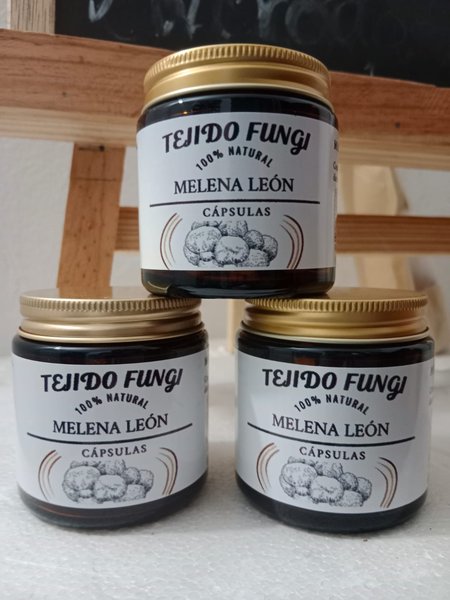 TEJIDO FUNGI
100% NATURAL
MELENA LEÓN
CÁPSULAS
TEJIDO FUNGI
100% NATURAL
MELENA LEÓN
CÁPSULAS
TEJIDO FUNGI
100% NATURAL
MELENA LEÓN
CÁPSULAS